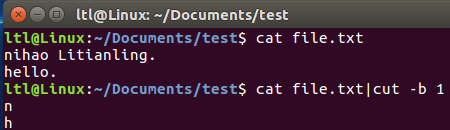 ltl@Linux: ~/Documents/test
ltl@Linux:~/Documents/test$ cat file.txt
nihao Litianling.
hello.
ltl@Linux:~/Documents/test$ cat file.txt|cut -b 1
n
h